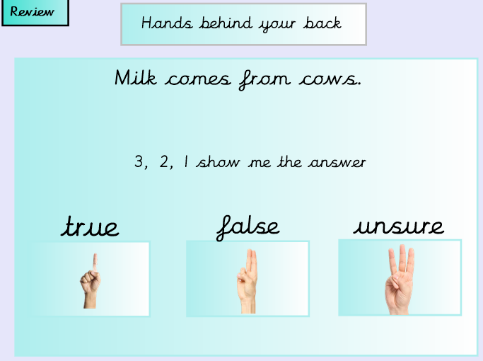 Review
Hands behind your back
Milk comes from cows.
3, 2, 1 show me the answer
true
false
unsure